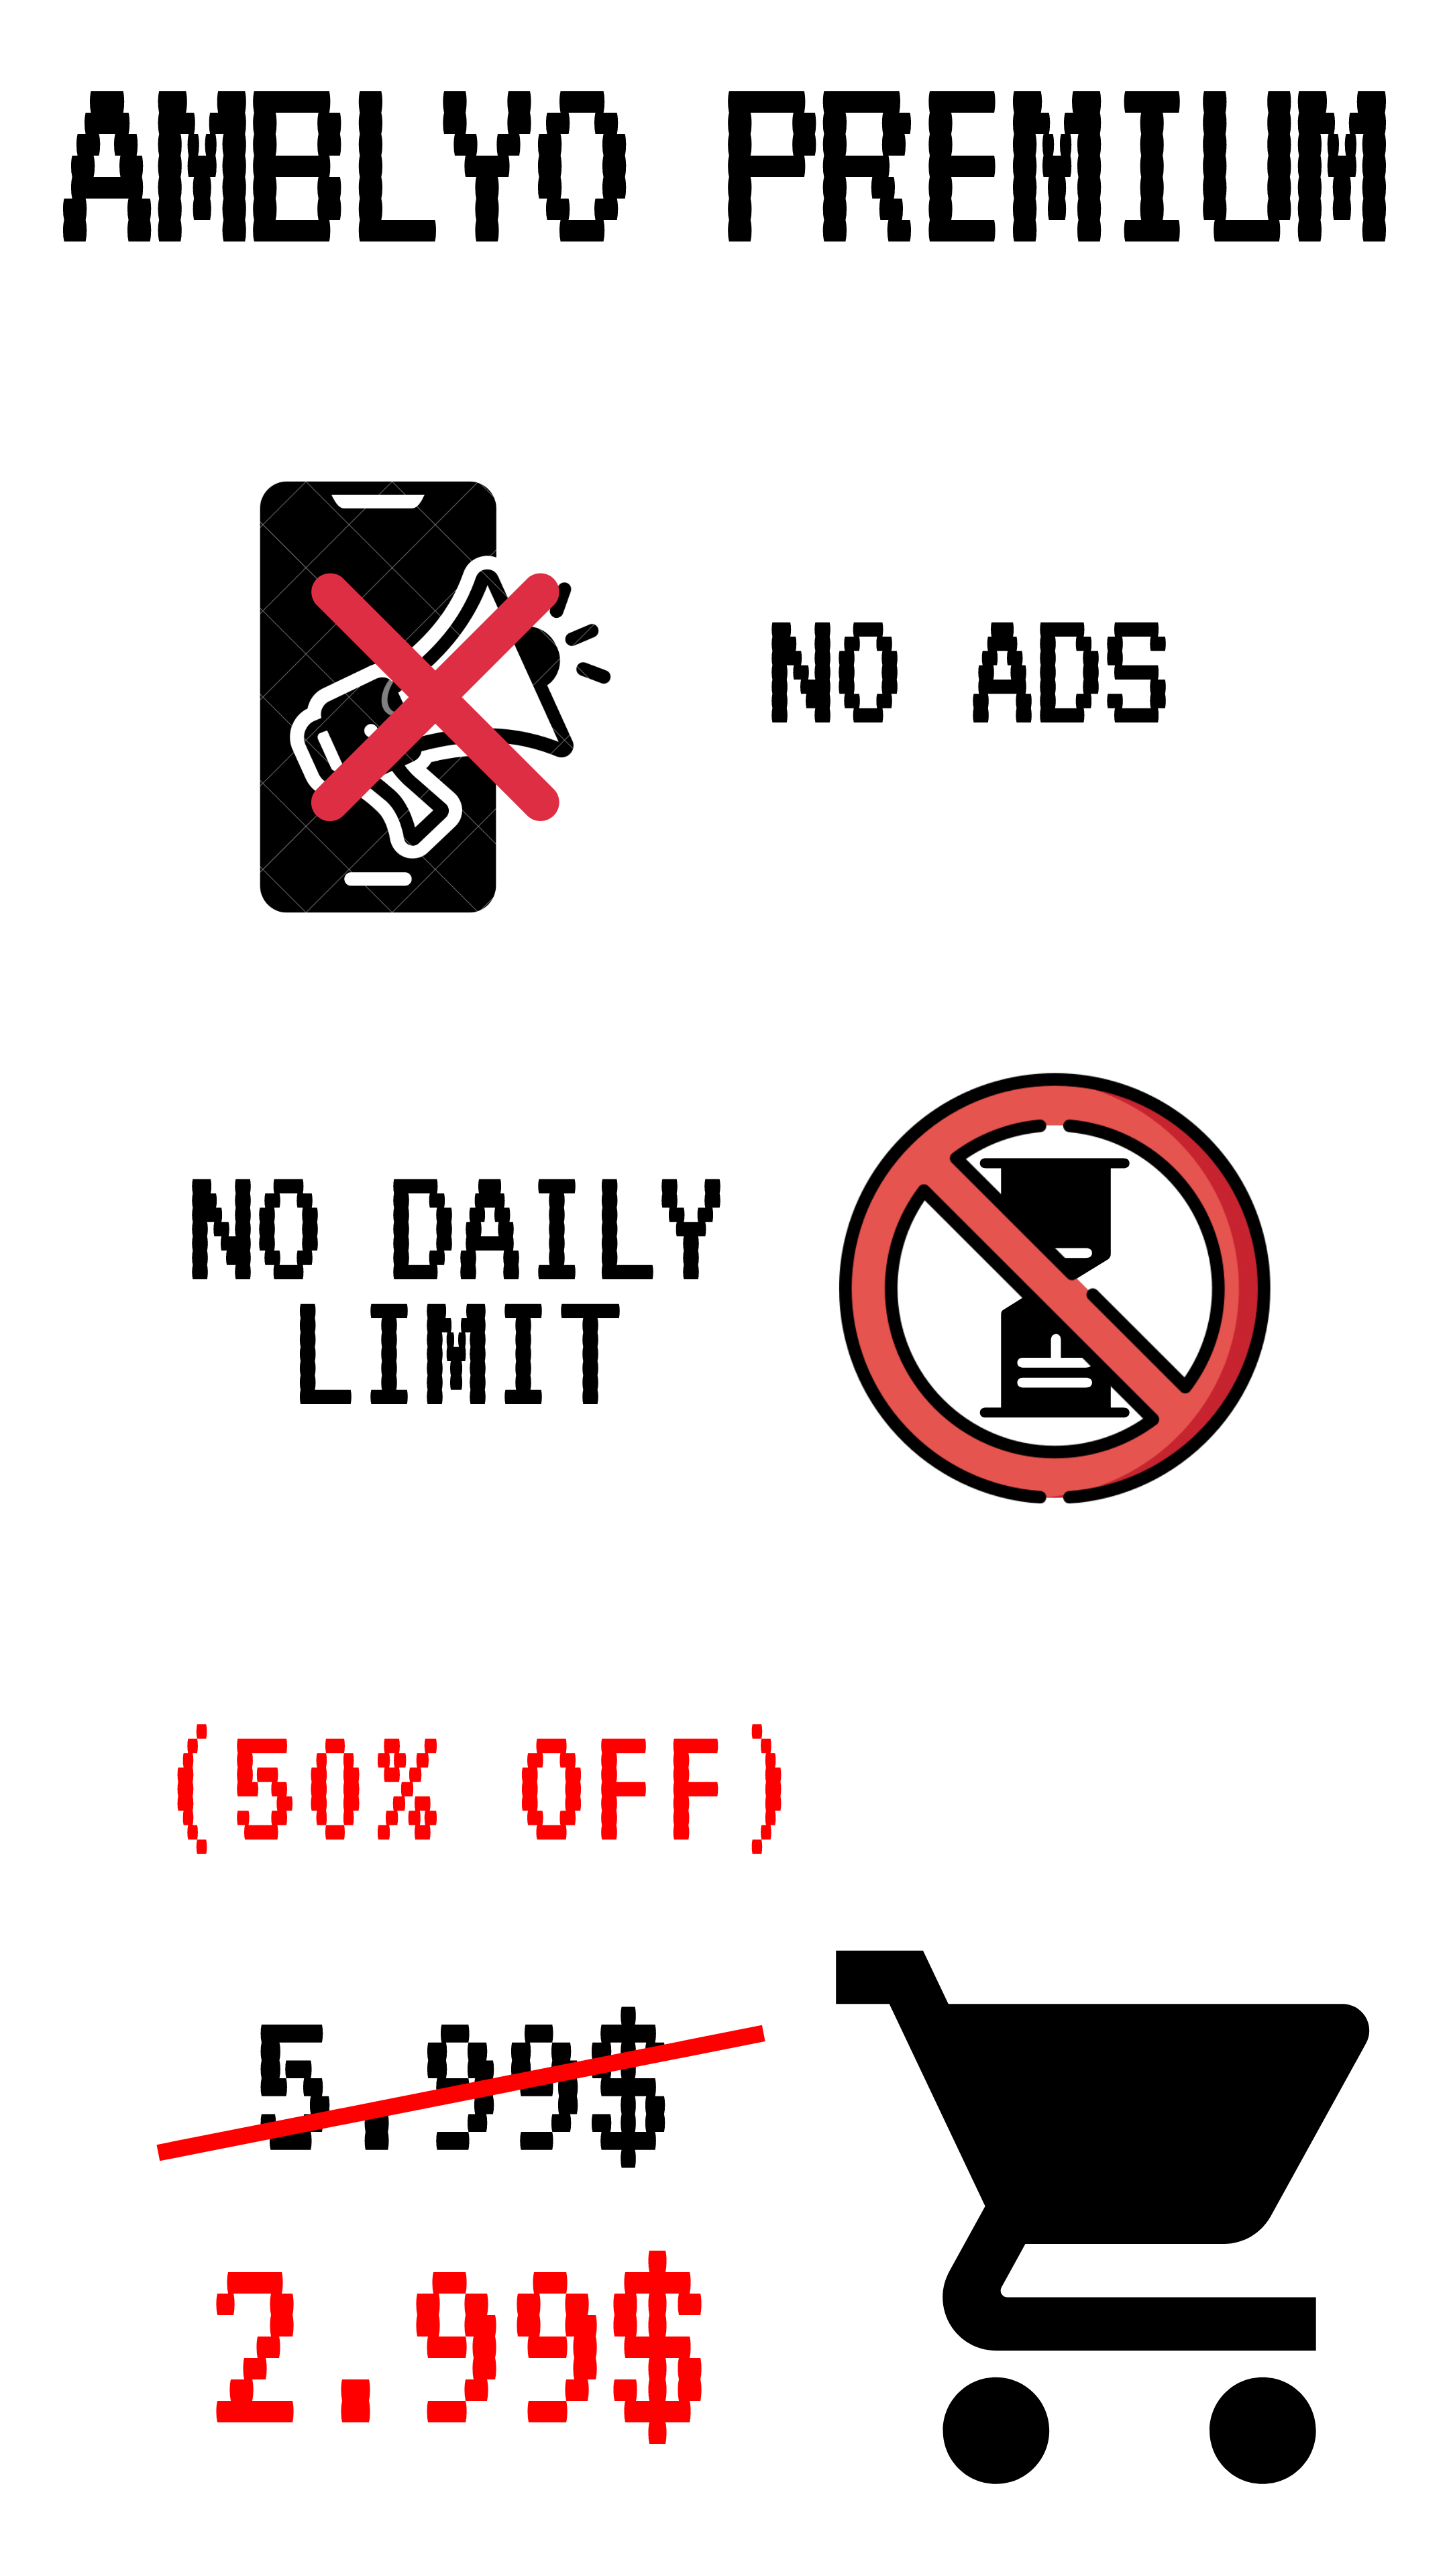 AMBLYO PREMIUM
NO ADS
NO DAILY
LIMIT
(50% OFF)
5.99$
2.99$